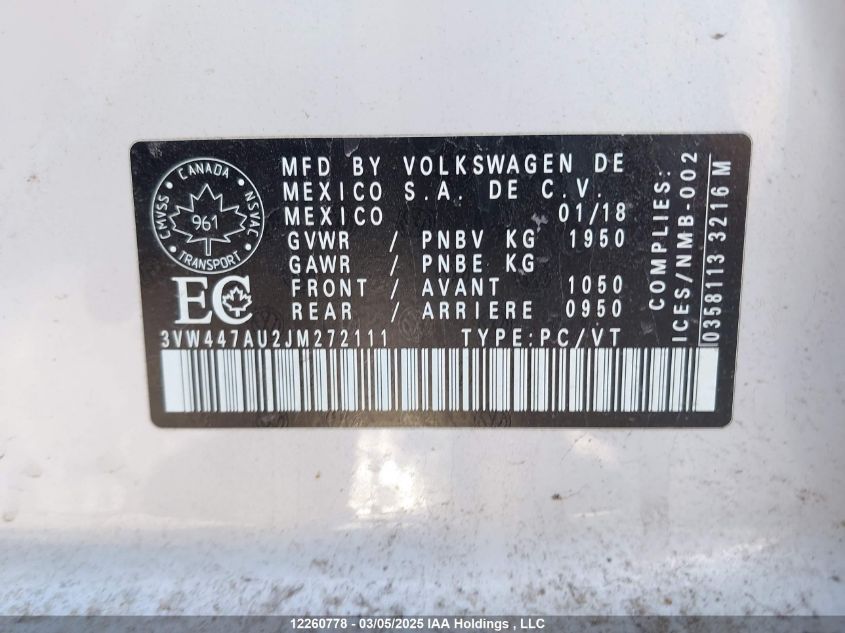 CANADA
CMVSS
NSVAC
961
TRANSPORT
EC
MFD BY VOLKSWAGEN DE
MEXICO S.A. DE C.V.
MEXICO 01/18
GVWR / PNBV KG 1950
GAWR / PNBE KG
FRONT / AVANT 1050
REAR / ARRIERE 0950
3VW447AU2JM272111 TYPE:PC/VT
COMPLIES:
ICES/NMB-002
0358113 3216 M
12260778 - 03/05/2025 IAA Holdings , LLC